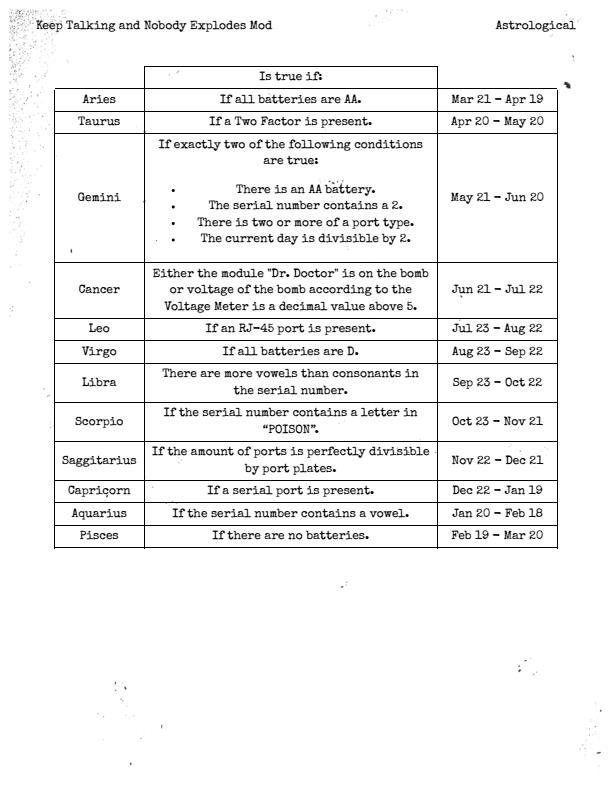 Keep Talking and Nobody Explodes Mod
Astrological
Is true if:
Aries
If all batteries are AA.
Mar 21 – Apr 19
Taurus
If a Two Factor is present.
Apr 20 – May 20
Gemini
If exactly two of the following conditions
are true:
• There is an AA battery.
• The serial number contains a 2.
• There is two or more of a port type.
• The current day is divisible by 2.
May 21 – Jun 20
Cancer
Either the module "Dr. Doctor" is on the bomb
or voltage of the bomb according to the
Voltage Meter is a decimal value above 5.
Jun 21 – Jul 22
Leo
If an RJ-45 port is present.
Jul 23 – Aug 22
Virgo
If all batteries are D.
Aug 23 – Sep 22
Libra
There are more vowels than consonants in
the serial number.
Sep 23 – Oct 22
Scorpio
If the serial number contains a letter in
“POISON”.
Oct 23 – Nov 21
Saggitarius
If the amount of ports is perfectly divisible
by port plates.
Nov 22 – Dec 21
Capricorn
If a serial port is present.
Dec 22 – Jan 19
Aquarius
If the serial number contains a vowel.
Jan 20 – Feb 18
Pisces
If there are no batteries.
Feb 19 – Mar 20